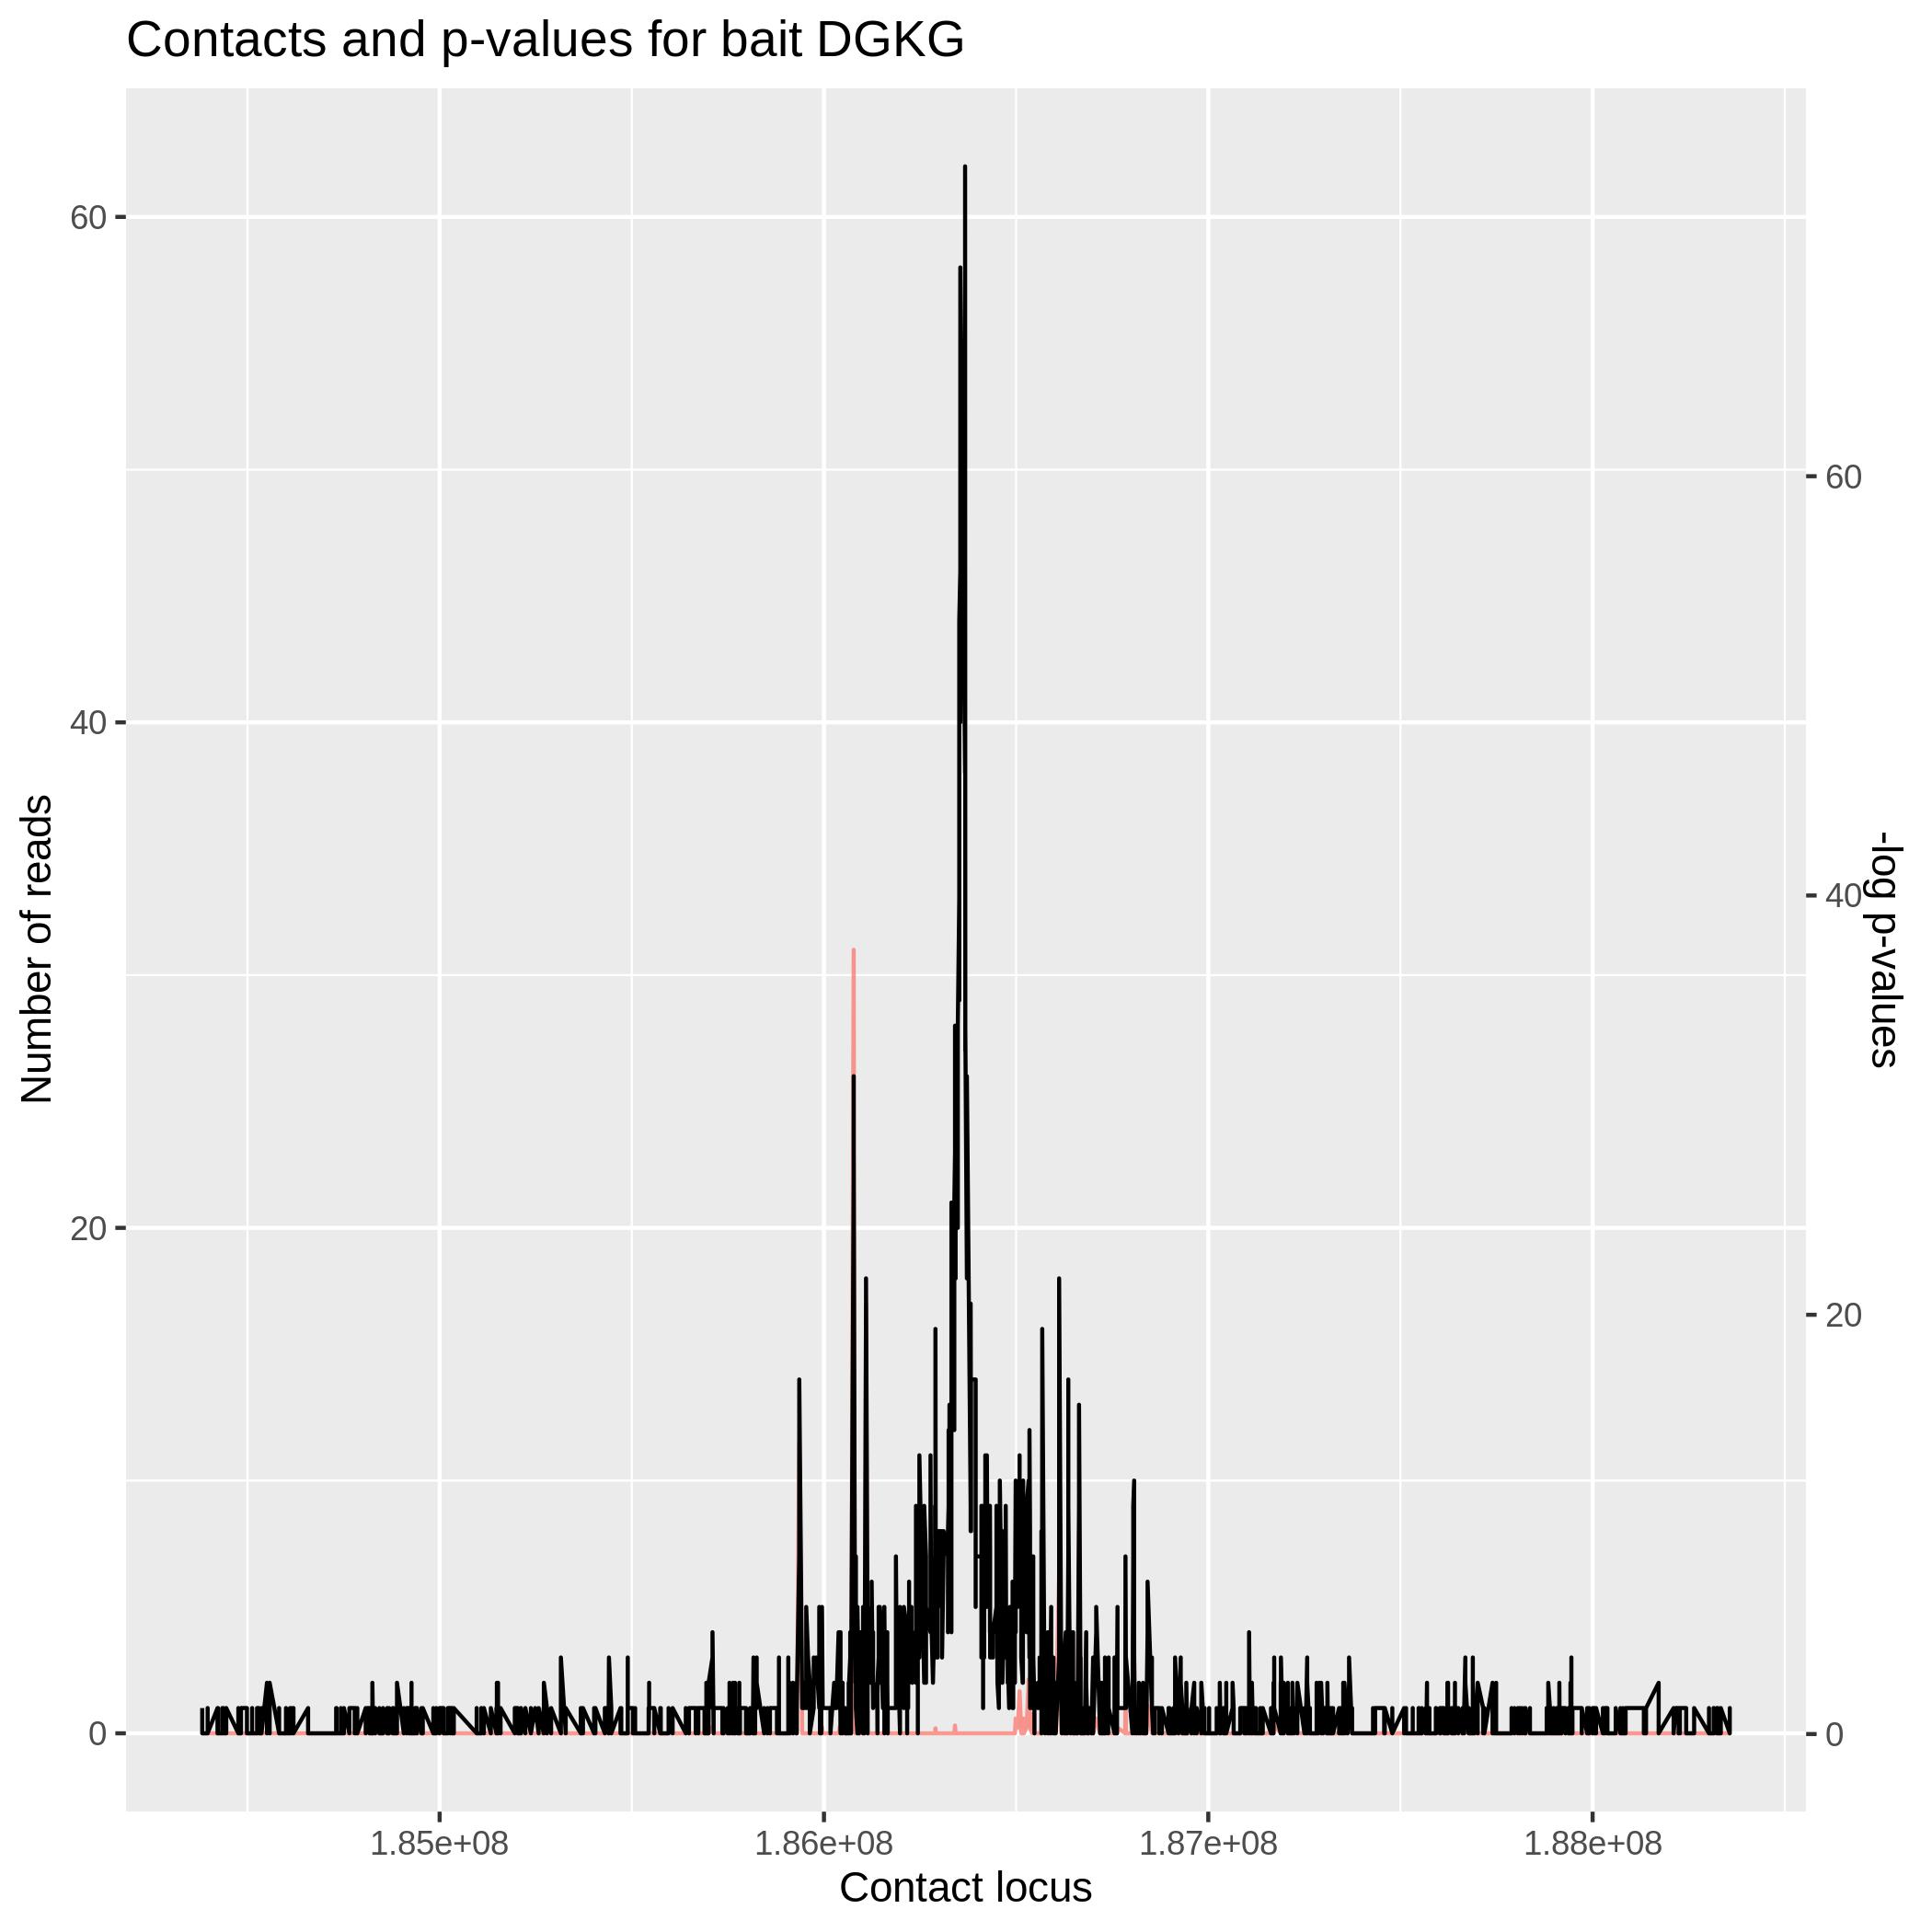 Contacts and p-values for bait DGKG
60
40
20
0
Number of reads
60
40
20
0
-log p-values
1.85e+08
1.86e+08
1.87e+08
1.88e+08
Contact locus